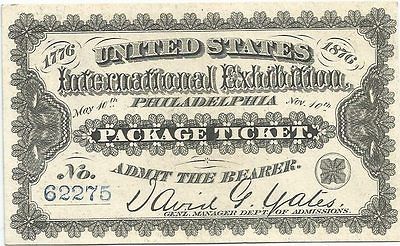 1776 UNITED STATES 1876,
International Exhibition,
May 10th PHILADELPHIA Nov. 10th
PACKAGE TICKET.
ADMIT THE BEARER.
No.
62275
David G. Yates.
GENL. MANAGER DEPT. OF ADMISSIONS.